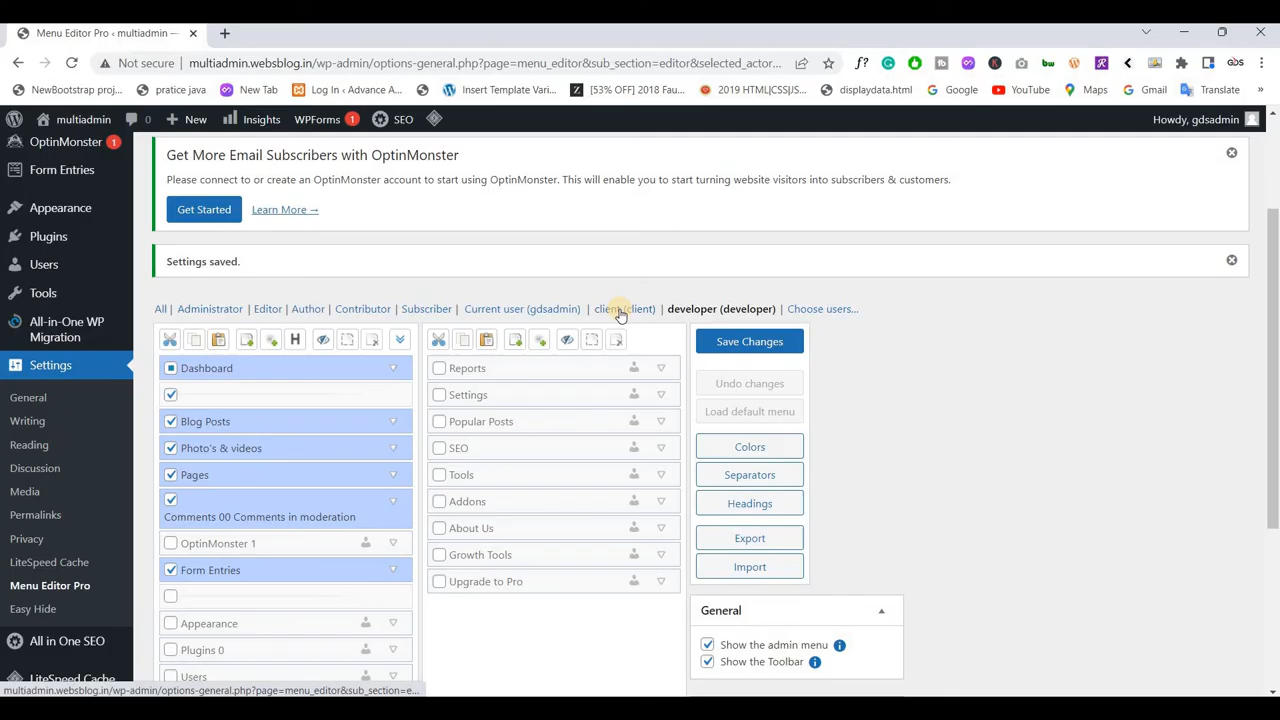 Menu Editor Pro ‹ multiadmin —
Not secure
multiadmin.websblog.in/wp-admin/options-general.php?page=menu_editor&sub_section=editor&selected_actor...
f?
bw
GDS
NewBootstrap proj...
pratice java
New Tab
Log In ‹ Advance A...
Insert Template Vari...
[53% OFF] 2018 Fau...
2019 HTML|CSS|JS...
displaydata.html
Google
YouTube
Maps
Gmail
Translate
multiadmin
0
New
Insights
WPForms 1
SEO
Howdy, gdsadmin
OptinMonster 1
Form Entries
Appearance
Plugins
Users
Tools
All-in-One WP
Migration
Settings
General
Writing
Reading
Discussion
Media
Permalinks
Privacy
LiteSpeed Cache
Menu Editor Pro
Easy Hide
All in One SEO
LiteSpeed Cache
Get More Email Subscribers with OptinMonster
Please connect to or create an OptinMonster account to start using OptinMonster. This will enable you to start turning website visitors into subscribers & customers.
Get Started
Learn More →
Settings saved.
All | Administrator | Editor | Author | Contributor | Subscriber | Current user (gdsadmin) | client (client) | developer (developer) | Choose users...
H
Dashboard
Blog Posts
Photo's & videos
Pages
Comments 00 Comments in moderation
OptinMonster 1
Form Entries
Appearance
Plugins 0
Users
Reports
Settings
Popular Posts
SEO
Tools
Addons
About Us
Growth Tools
Upgrade to Pro
Save Changes
Undo changes
Load default menu
Colors
Separators
Headings
Export
Import
General
Show the admin menu
Show the Toolbar
multiadmin.websblog.in/wp-admin/options-general.php?page=menu_editor&sub_section=e...